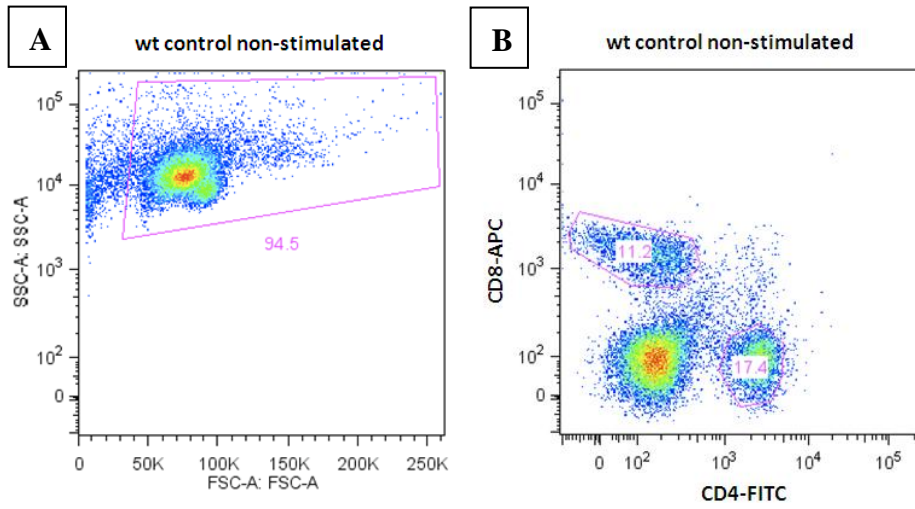 A
wt control non-stimulated
SSC-A: SSC-A
10^5
10^4
10^3
10^2
0
94.5
0 50K 100K 150K 200K 250K
FSC-A: FSC-A
B
wt control non-stimulated
CD8-APC
10^5
10^4
10^3
10^2
0
11.2
17.4
0 10^2 10^3 10^4 10^5
CD4-FITC